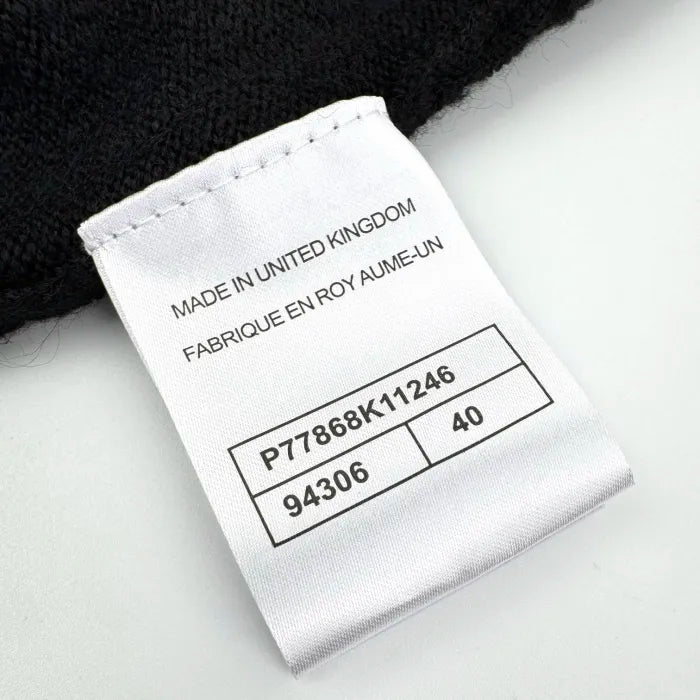 MADE IN UNITED KINGDOM
FABRIQUE EN ROY AUME-UN
P77868K11246
94306 40